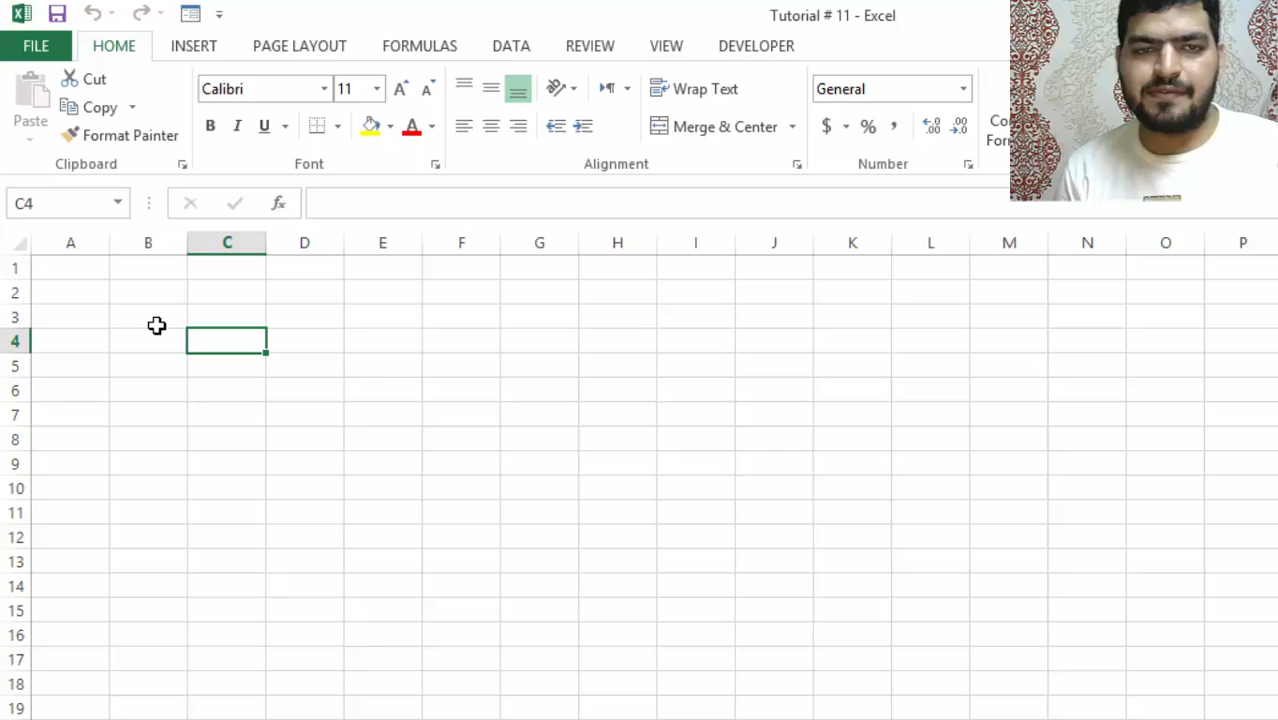 Tutorial # 11 - Excel
FILE HOME INSERT PAGE LAYOUT FORMULAS DATA REVIEW VIEW DEVELOPER
Cut
Calibri 11
Wrap Text
General
Paste
Copy
B I U A
Merge & Center
$ % ,
Format Painter
Clipboard Font Alignment Number
C4 fx
A B C D E F G H I J K L M N O P
1
2
3
4
5
6
7
8
9
10
11
12
13
14
15
16
17
18
19